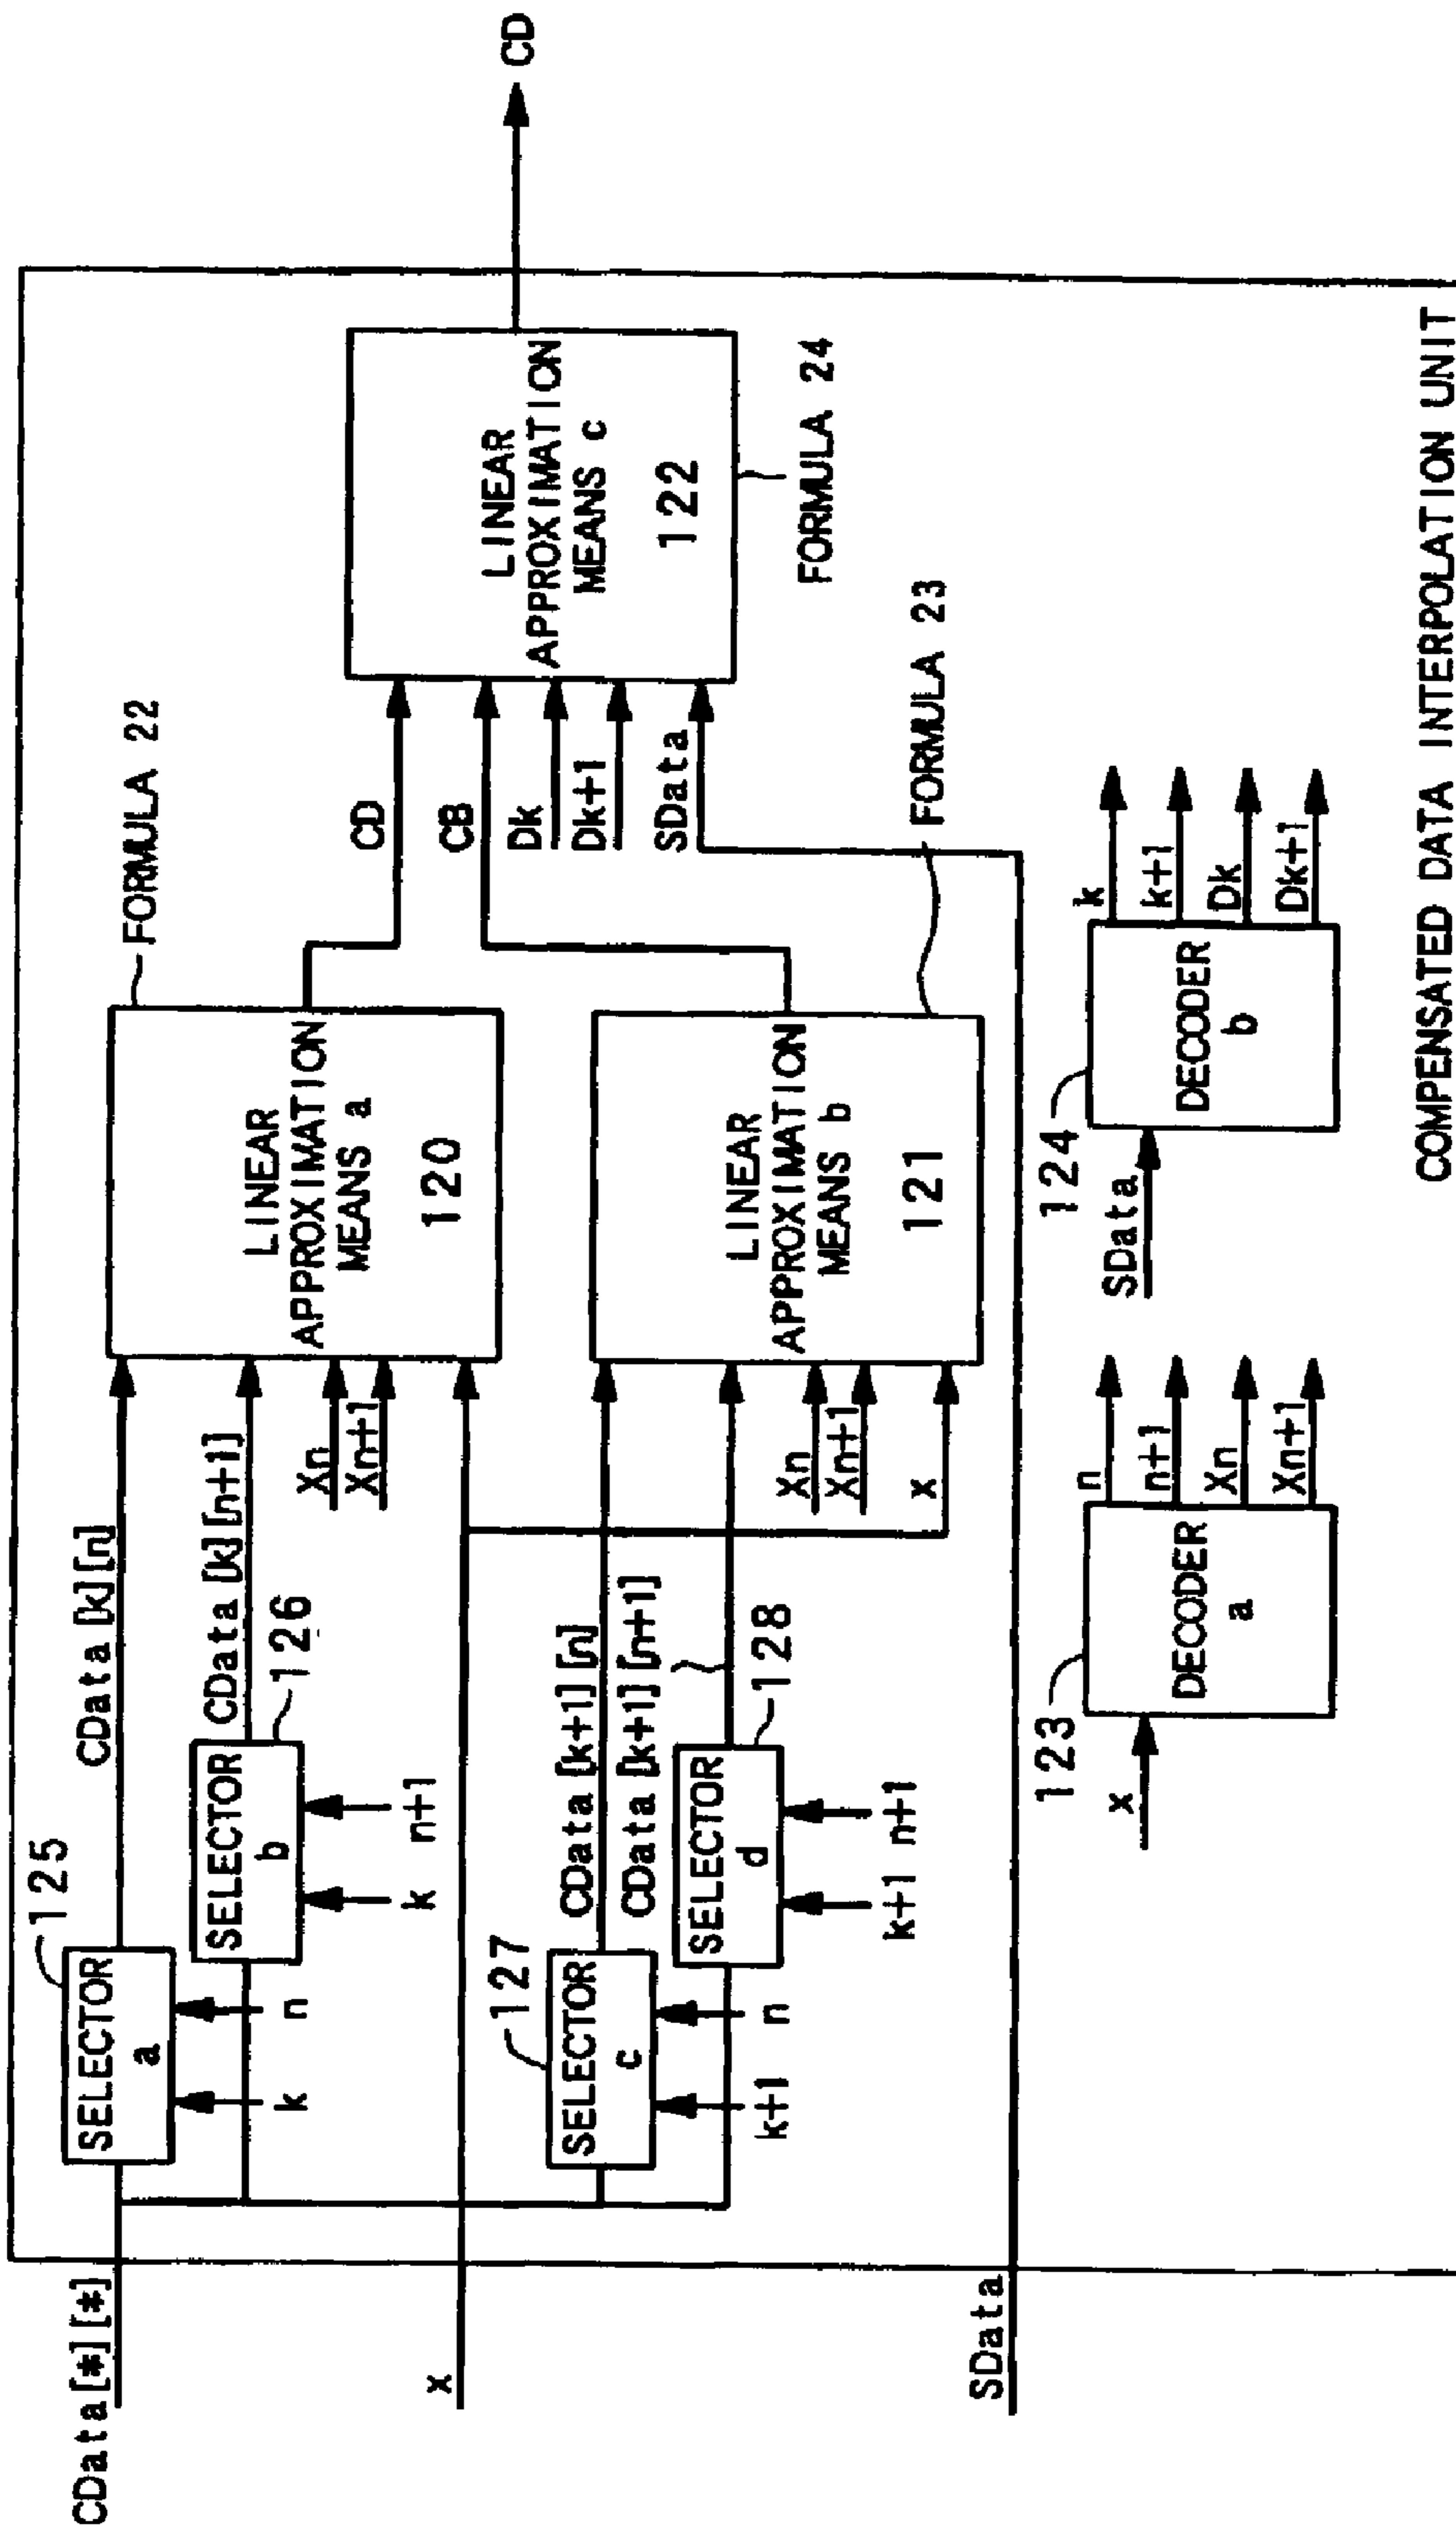 CData[*][*]
x
SData
SELECTOR
a
125
k
n
CData[k][n]
SELECTOR
b
126
k
n+1
CData[k][n+1]
SELECTOR
c
127
k+1
n
CData[k+1][n]
CData[k+1][n+1]
SELECTOR
d
128
k+1
n+1
Xn
Xn+1
LINEAR
APPROXIMATION
MEANS a
120
FORMULA 22
Xn
Xn+1
x
LINEAR
APPROXIMATION
MEANS b
121
FORMULA 23
CD
CB
Dk
Dk+1
SData
LINEAR
APPROXIMATION
MEANS c
122
FORMULA 24
CD
x
123
DECODER
a
n
n+1
Xn
Xn+1
SData
124
DECODER
b
k
k+1
Dk
Dk+1
COMPENSATED DATA INTERPOLATION UNIT